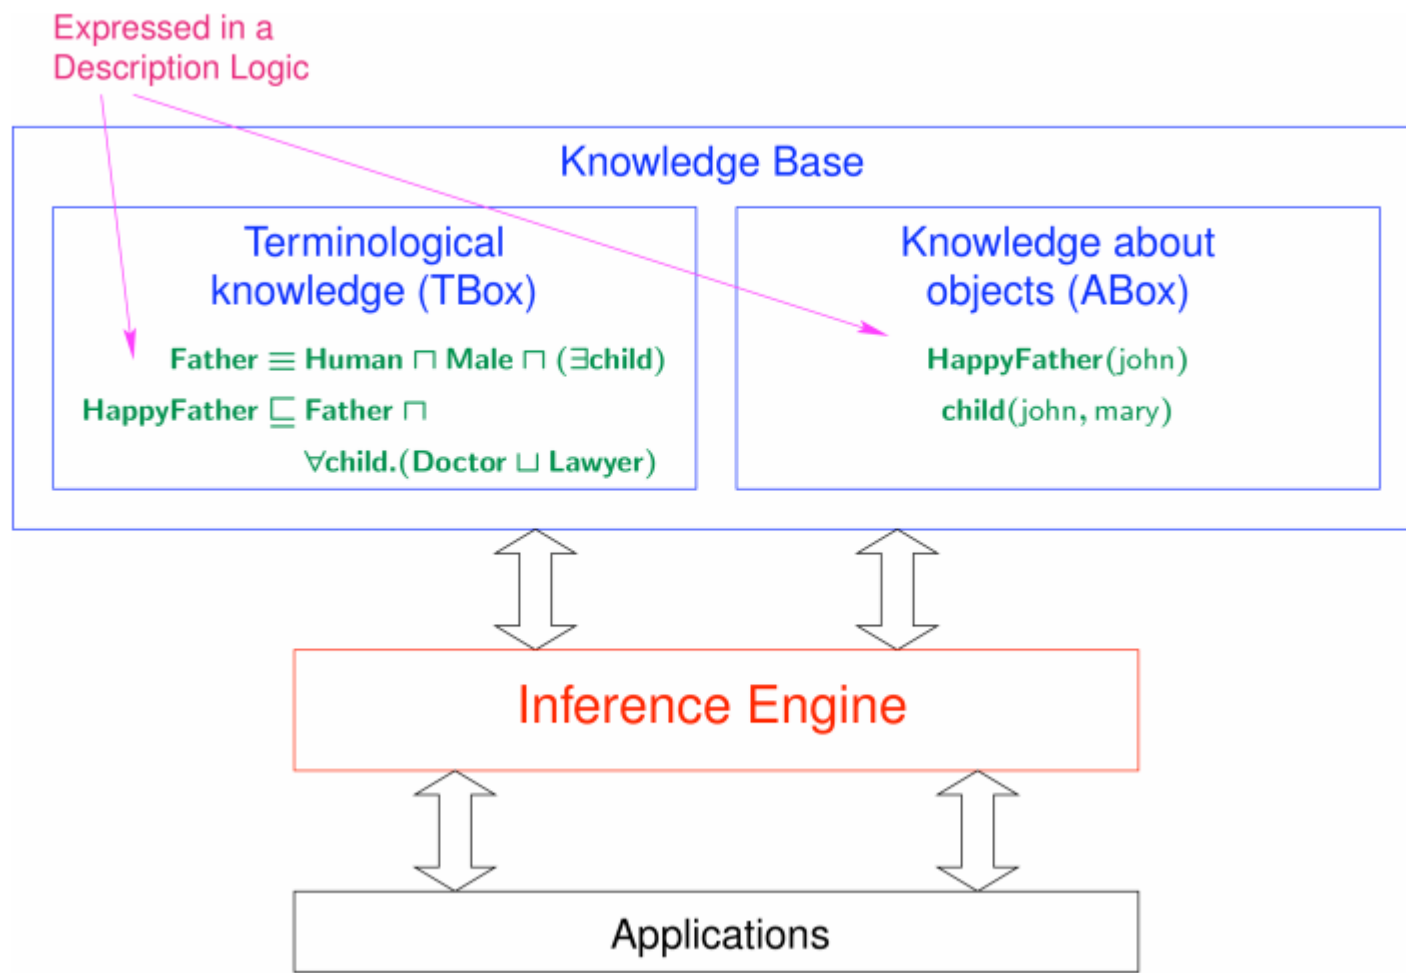 Expressed in a
Description Logic
Knowledge Base
Terminological
knowledge (TBox)
Father ≡ Human ⊓ Male ⊓ (∃child)
HappyFather ⊑ Father ⊓
∀child.(Doctor ⊔ Lawyer)
Knowledge about
objects (ABox)
HappyFather(john)
child(john, mary)
Inference Engine
Applications